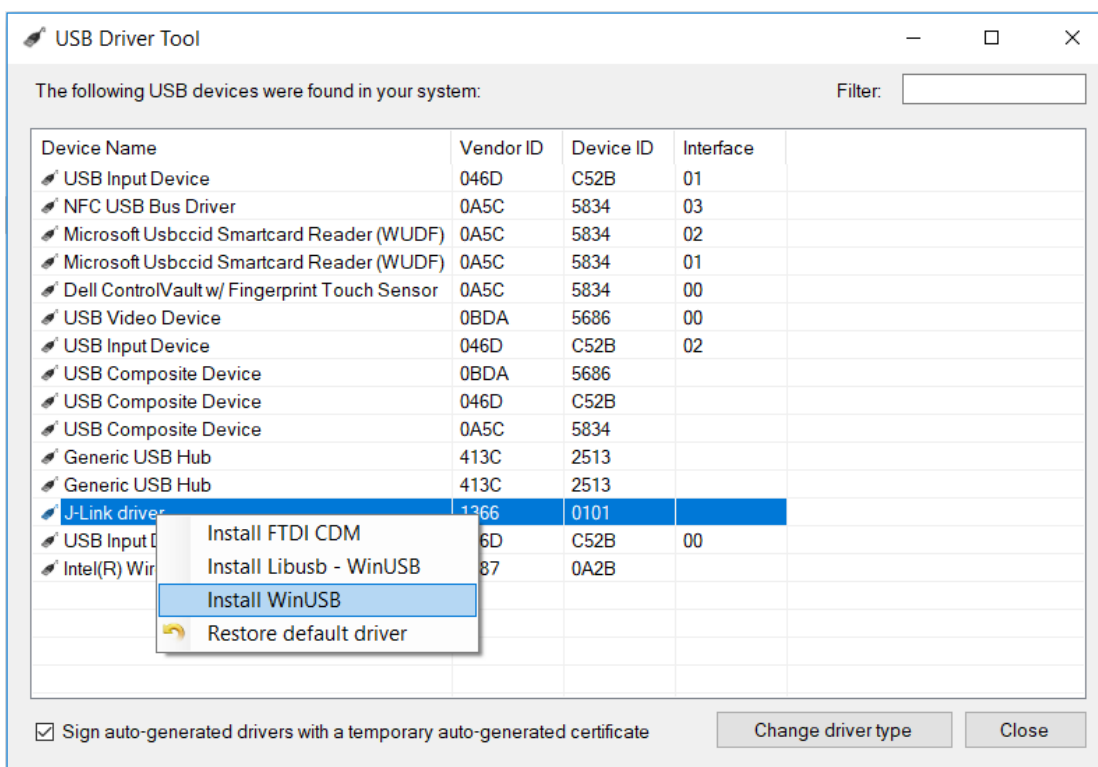 USB Driver Tool
The following USB devices were found in your system: Filter:
Device Name Vendor ID Device ID Interface
USB Input Device 046D C52B 01
NFC USB Bus Driver 0A5C 5834 03
Microsoft Usbccid Smartcard Reader (WUDF) 0A5C 5834 02
Microsoft Usbccid Smartcard Reader (WUDF) 0A5C 5834 01
Dell ControlVault w/ Fingerprint Touch Sensor 0A5C 5834 00
USB Video Device 0BDA 5686 00
USB Input Device 046D C52B 02
USB Composite Device 0BDA 5686
USB Composite Device 046D C52B
USB Composite Device 0A5C 5834
Generic USB Hub 413C 2513
Generic USB Hub 413C 2513
J-Link driver 1366 0101
USB Input 6D C52B 00
Intel(R) 87 0A2B
Install FTDI CDM
Install Libusb - WinUSB
Install WinUSB
Restore default driver
Sign auto-generated drivers with a temporary auto-generated certificate Change driver type Close